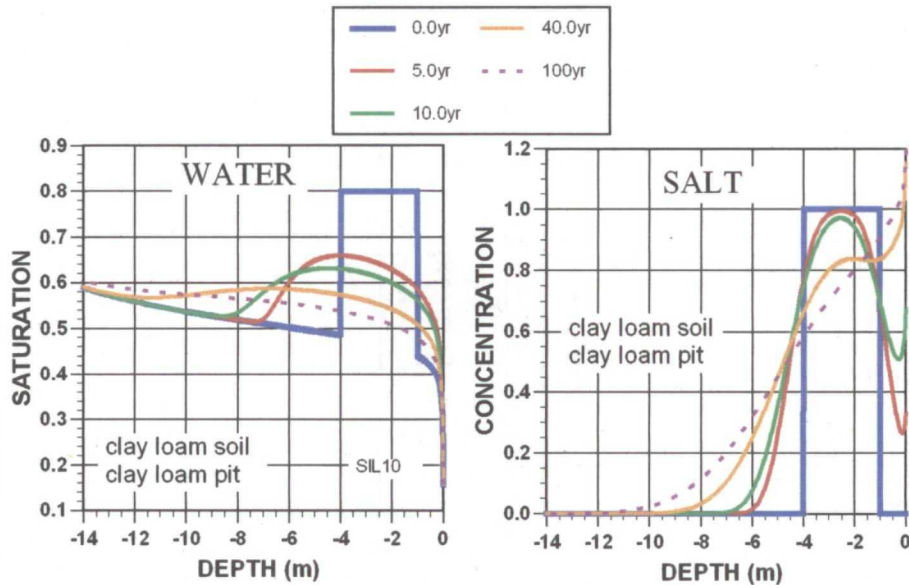 0.0yr 40.0yr
5.0yr 100yr
10.0yr
WATER
SATURATION
0.9
0.8
0.7
0.6
0.5
0.4
0.3
0.2
0.1
clay loam soil
clay loam pit
SIL10
-14 -12 -10 -8 -6 -4 -2 0
DEPTH (m)
SALT
CONCENTRATION
1.2
1.0
0.8
0.6
0.4
0.2
0.0
clay loam soil
clay loam pit
-14 -12 -10 -8 -6 -4 -2 0
DEPTH (m)